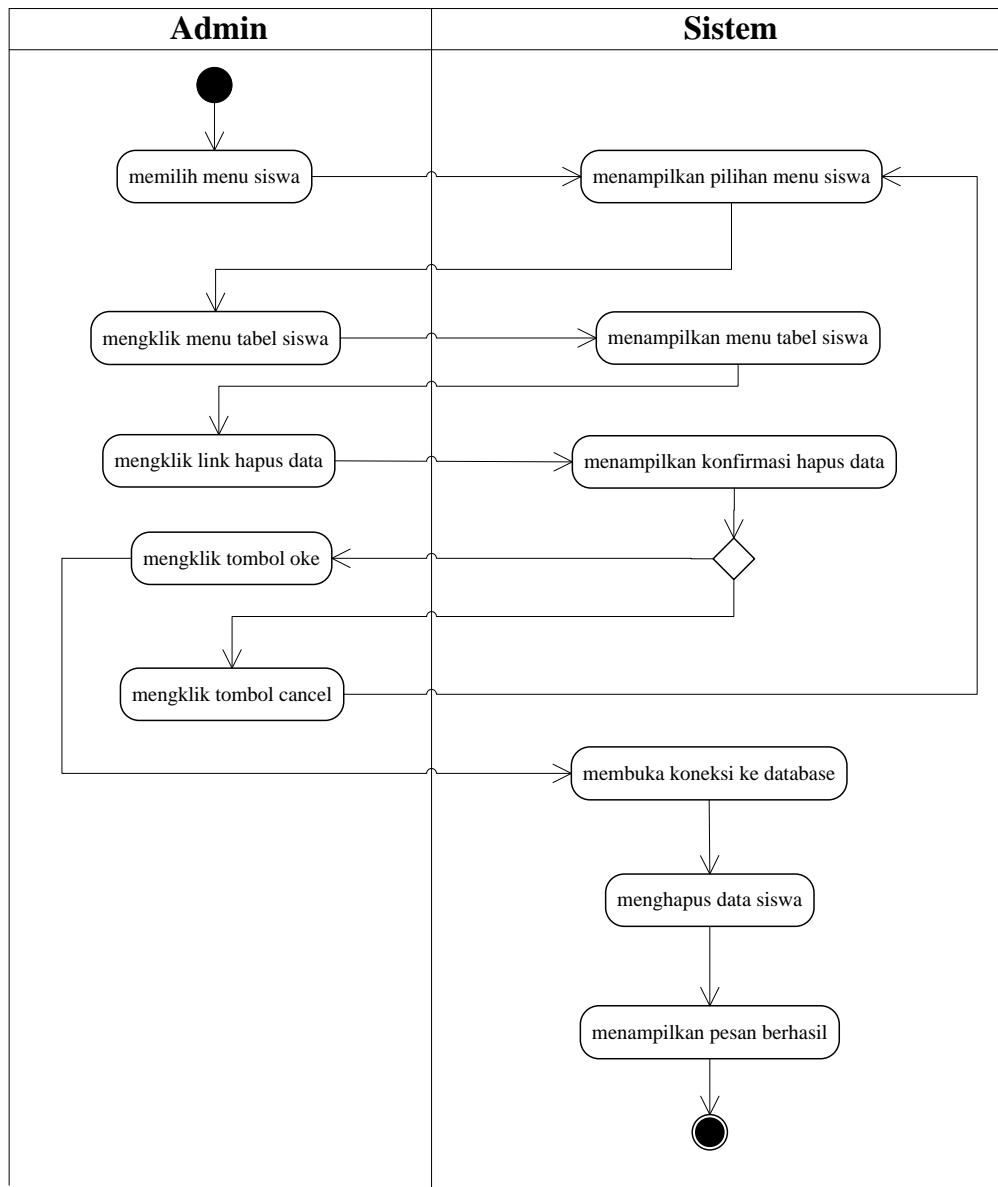 Admin
Sistem
memilih menu siswa
menampilkan pilihan menu siswa
mengklik menu tabel siswa
menampilkan menu tabel siswa
mengklik link hapus data
menampilkan konfirmasi hapus data
mengklik tombol oke
mengklik tombol cancel
membuka koneksi ke database
menghapus data siswa
menampilkan pesan berhasil